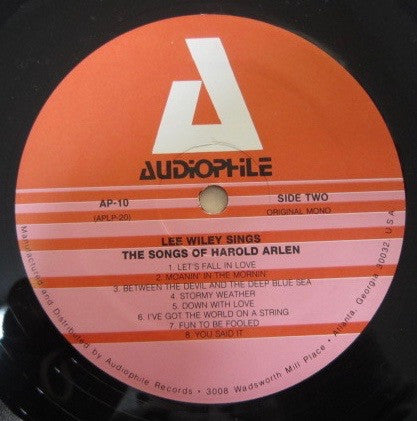 AUDIOPHILE
AP-10
(APLP-20)
SIDE TWO
ORIGINAL MONO
LEE WILEY SINGS
THE SONGS OF HAROLD ARLEN
1. LET'S FALL IN LOVE
2. MOANIN' IN THE MORNIN'
3. BETWEEN THE DEVIL AND THE DEEP BLUE SEA
4. STORMY WEATHER
5. DOWN WITH LOVE
6. I'VE GOT THE WORLD ON A STRING
7. FUN TO BE FOOLED
8. YOU SAID IT
Manufactured and Distributed by Audiophile Records • 3008 Wadsworth Mill Place • Atlanta, Georgia 30032, U.S.A.